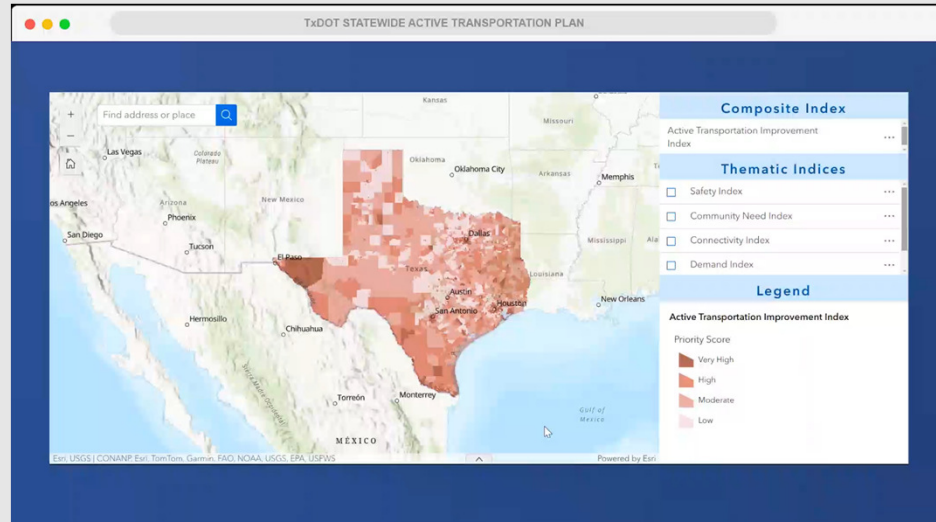 TxDOT STATEWIDE ACTIVE TRANSPORTATION PLAN
Find address or place
Kansas
Missouri
Las Vegas
Colorado
Plateau
Oklahoma
Oklahoma City
Arkansas
Memphis
os Angeles
Arizona
New Mexico
Phoenix
San Diego
Tucson
Dallas
Mississippi
Ala
El Paso
Texas
Louisiana
Austin
Houston
New Orleans
San Antonio
Hermosillo
Chihuahua
Torreón
Monterrey
Gulf of
Mexico
MÉXICO
Esri, USGS | CONANP, Esri, TomTom, Garmin, FAO, NOAA, USGS, EPA, USFWS
Powered by Esri
Composite Index
Active Transportation Improvement
Index
Thematic Indices
Safety Index
Community Need Index
Connectivity Index
Demand Index
Legend
Active Transportation Improvement Index
Priority Score
Very High
High
Moderate
Low